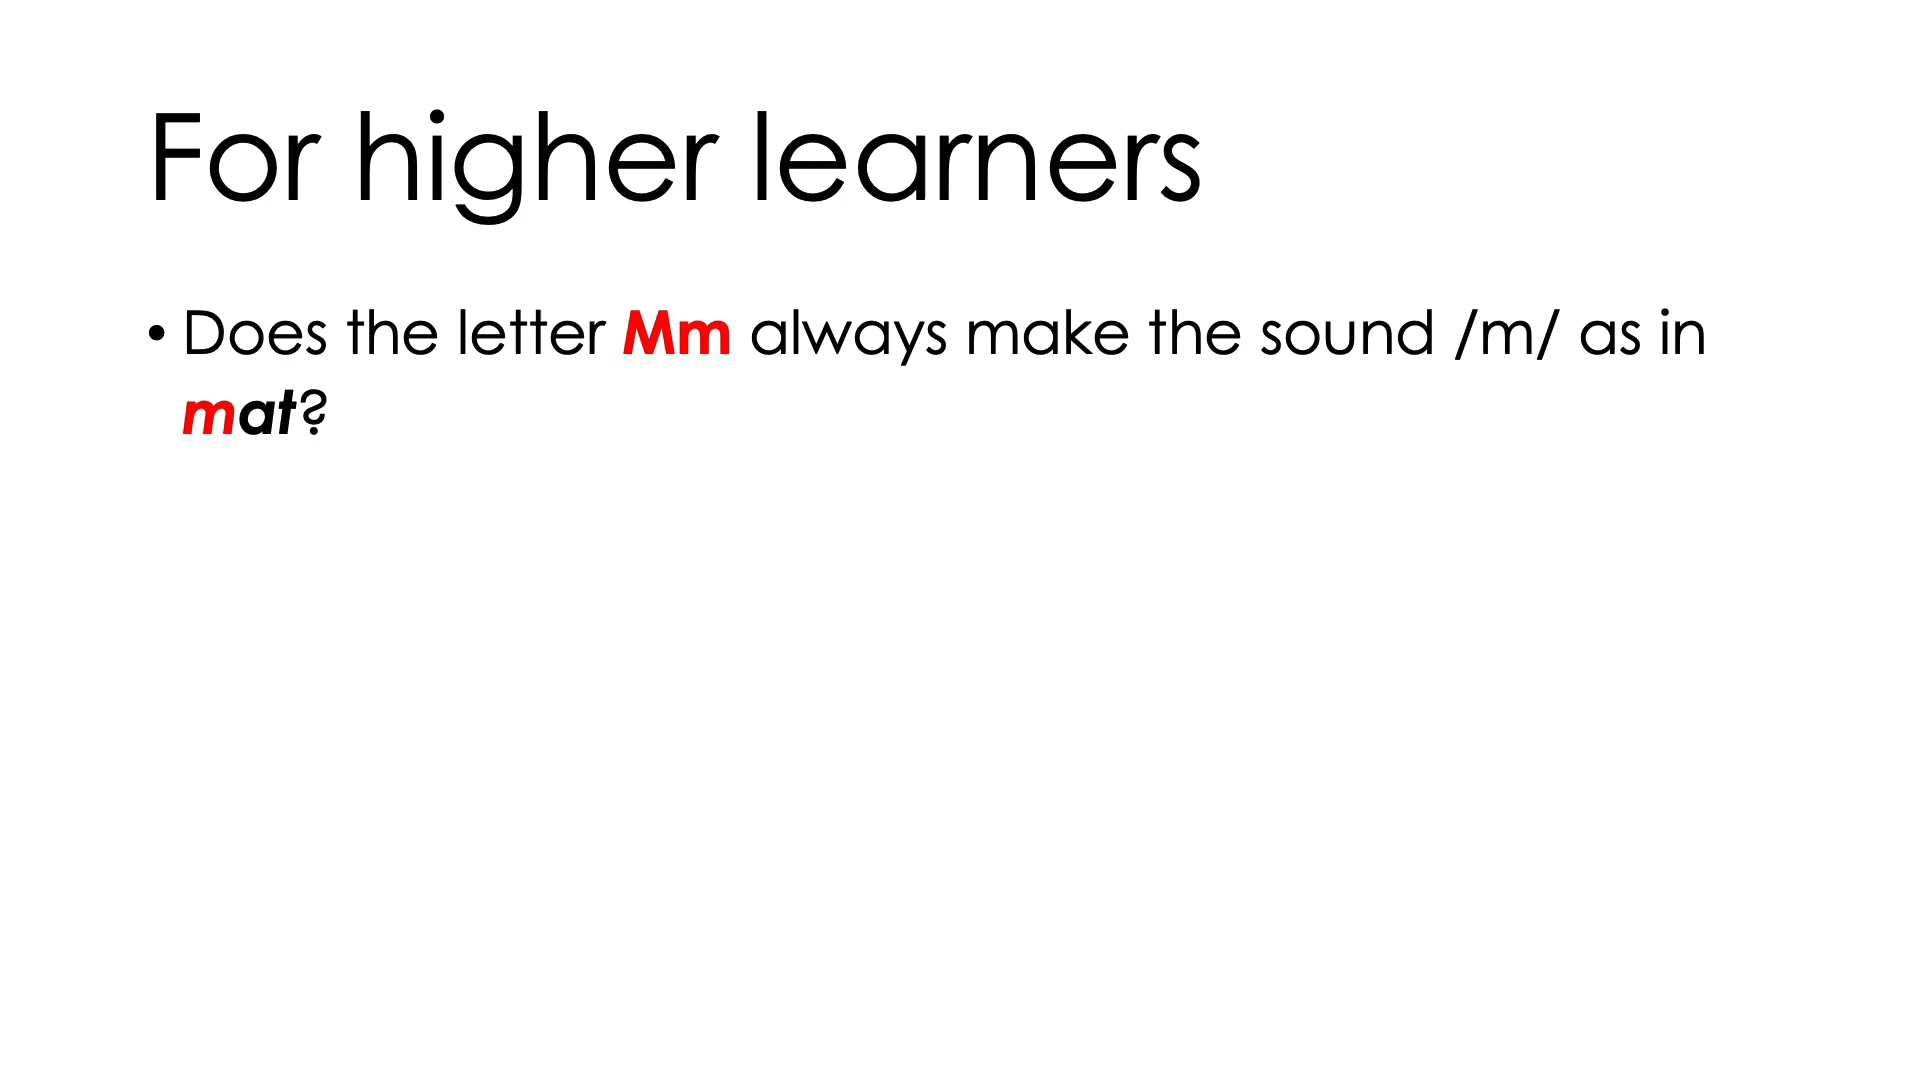 For higher learners
• Does the letter Mm always make the sound /m/ as in
mat?